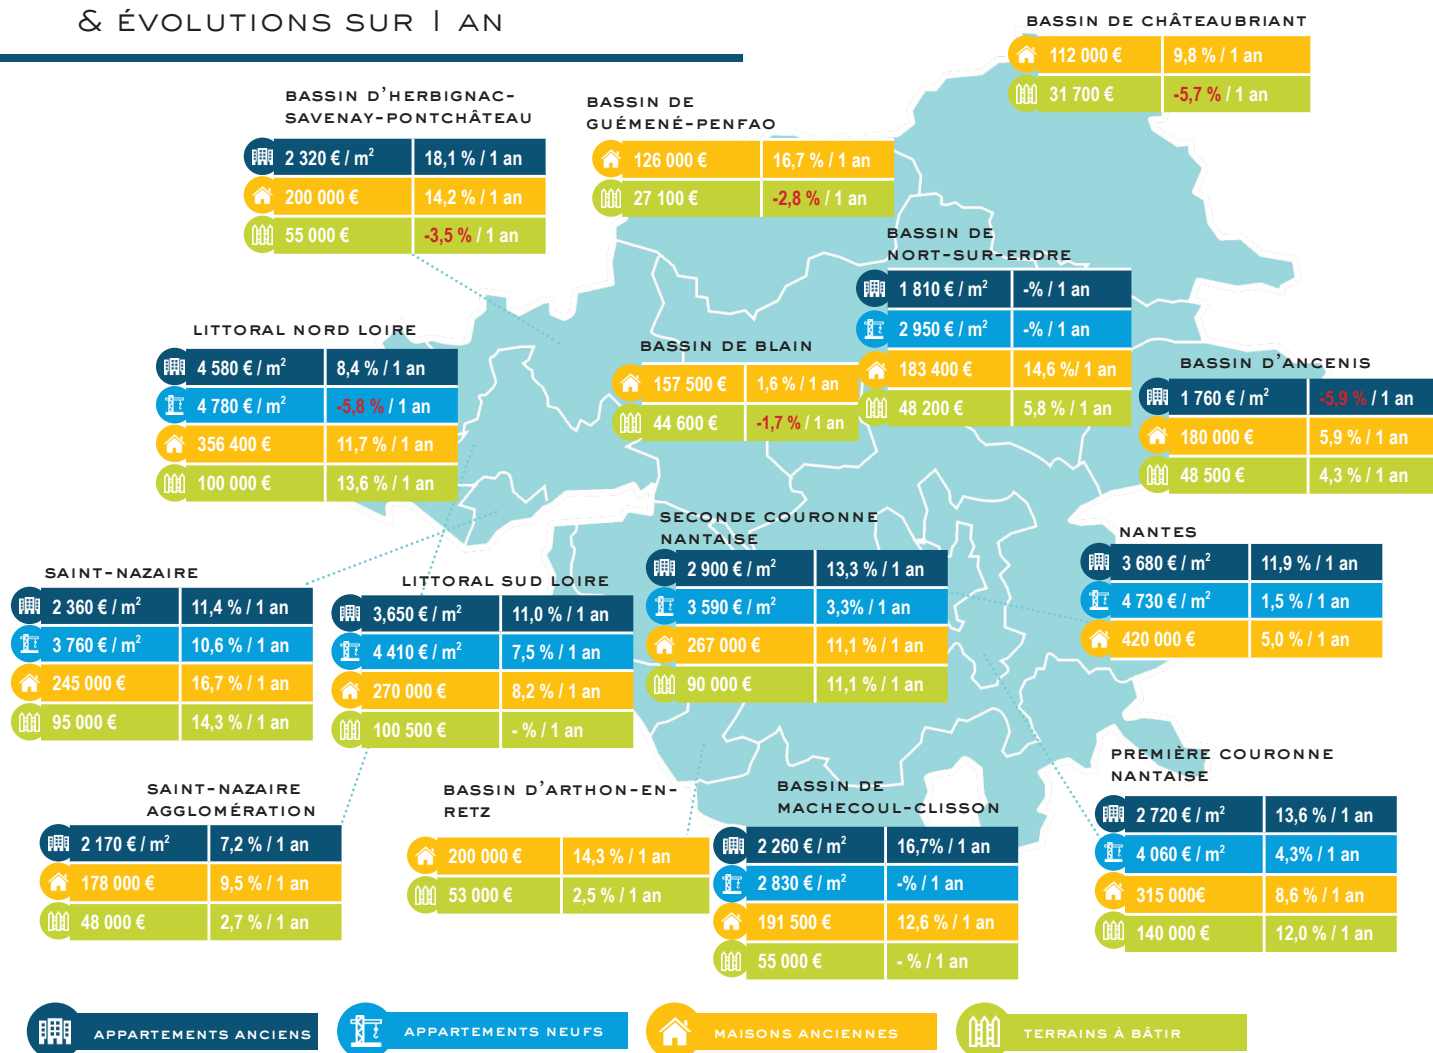 & ÉVOLUTIONS SUR 1 AN
BASSIN DE CHÂTEAUBRIANT
112 000 € 9,8 % / 1 an
31 700 € -5,7 % / 1 an
BASSIN D'HERBIGNAC-
SAVENAY-PONTCHÂTEAU
2 320 € / m² 18,1 % / 1 an
200 000 € 14,2 % / 1 an
55 000 € -3,5 % / 1 an
BASSIN DE
GUÉMENÉ-PENFAO
126 000 € 16,7 % / 1 an
27 100 € -2,8 % / 1 an
BASSIN DE
NORT-SUR-ERDRE
1 810 € / m² -% / 1 an
2 950 € / m² -% / 1 an
183 400 € 14,6 %/ 1 an
48 200 € 5,8 % / 1 an
LITTORAL NORD LOIRE
4 580 € / m² 8,4 % / 1 an
4 780 € / m² -5,8 % / 1 an
356 400 € 11,7 % / 1 an
100 000 € 13,6 % / 1 an
BASSIN DE BLAIN
157 500 € 1,6 % / 1 an
44 600 € -1,7 % / 1 an
BASSIN D'ANCENIS
1 760 € / m² -5,9 % / 1 an
180 000 € 5,9 % / 1 an
48 500 € 4,3 % / 1 an
SECONDE COURONNE
NANTAISE
2 900 € / m² 13,3 % / 1 an
3 590 € / m² 3,3% / 1 an
267 000 € 11,1 % / 1 an
90 000 € 11,1 % / 1 an
NANTES
3 680 € / m² 11,9 % / 1 an
4 730 € / m² 1,5 % / 1 an
420 000 € 5,0 % / 1 an
SAINT-NAZAIRE
2 360 € / m² 11,4 % / 1 an
3 760 € / m² 10,6 % / 1 an
245 000 € 16,7 % / 1 an
95 000 € 14,3 % / 1 an
LITTORAL SUD LOIRE
3,650 € / m² 11,0 % / 1 an
4 410 € / m² 7,5 % / 1 an
270 000 € 8,2 % / 1 an
100 500 € - % / 1 an
PREMIÈRE COURONNE
NANTAISE
2 720 € / m² 13,6 % / 1 an
4 060 € / m² 4,3% / 1 an
315 000€ 8,6 % / 1 an
140 000 € 12,0 % / 1 an
SAINT-NAZAIRE
AGGLOMÉRATION
2 170 € / m² 7,2 % / 1 an
178 000 € 9,5 % / 1 an
48 000 € 2,7 % / 1 an
BASSIN D'ARTHON-EN-
RETZ
200 000 € 14,3 % / 1 an
53 000 € 2,5 % / 1 an
BASSIN DE
MACHECOUL-CLISSON
2 260 € / m² 16,7% / 1 an
2 830 € / m² -% / 1 an
191 500 € 12,6 % / 1 an
55 000 € - % / 1 an
APPARTEMENTS ANCIENS
APPARTEMENTS NEUFS
MAISONS ANCIENNES
TERRAINS À BÂTIR